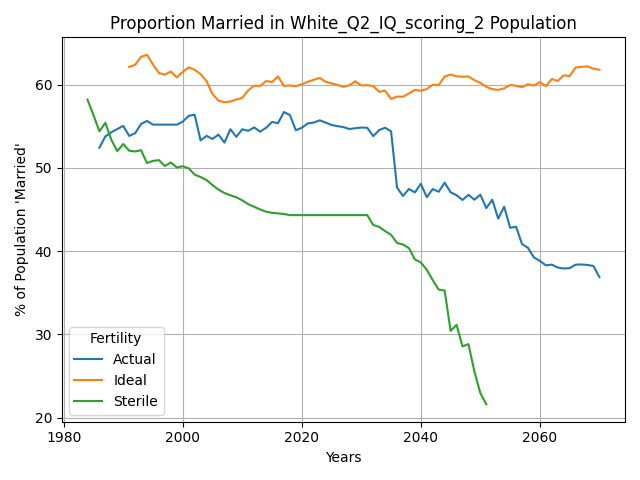 Proportion Married in White_Q2_IQ_scoring_2 Population
% of Population 'Married'
60
50
40
30
20
Fertility
Actual
Ideal
Sterile
1980 2000 2020 2040 2060
Years